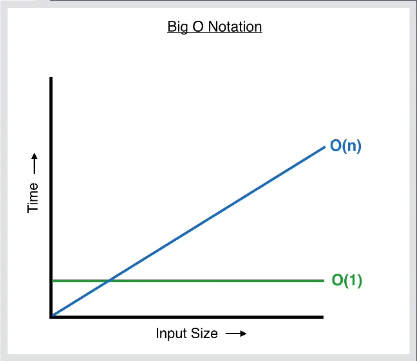 Big O Notation
O(n)
Time
O(1)
Input Size